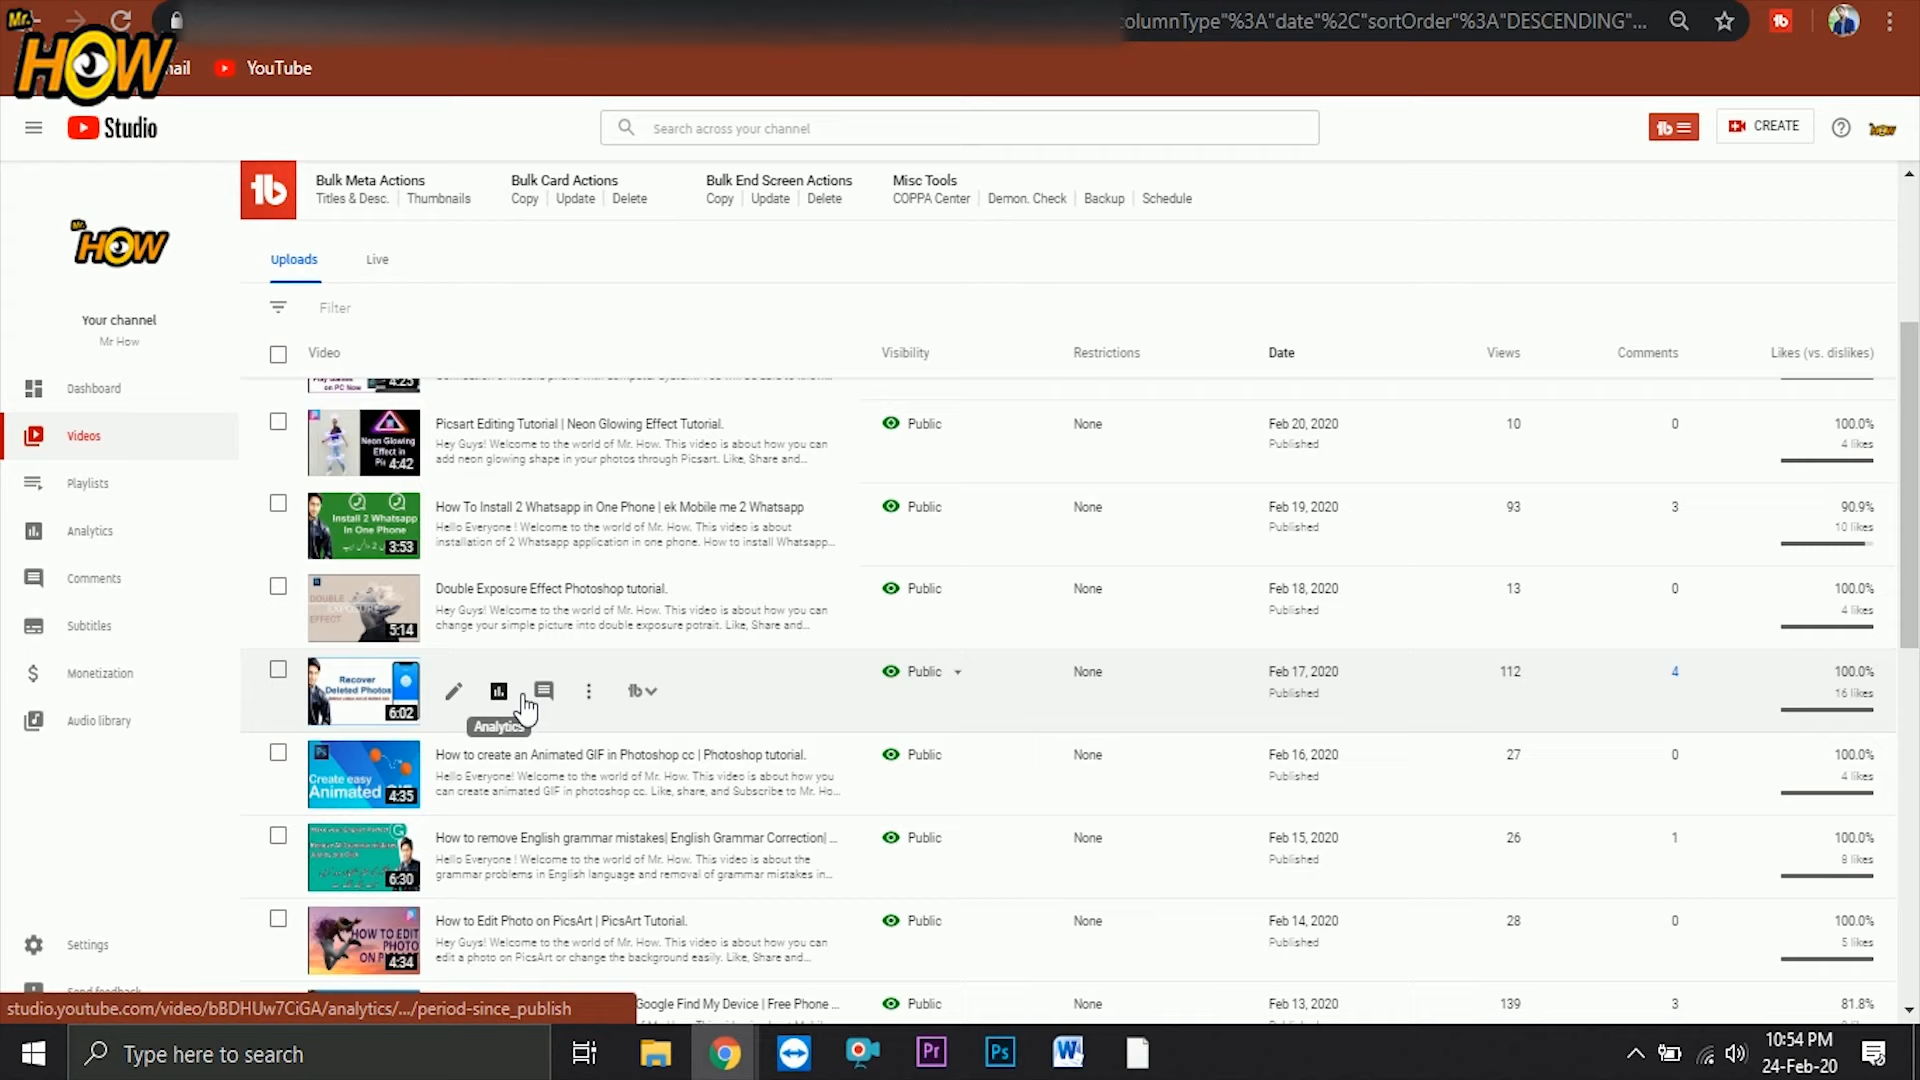 Mr.
HOW
olumnType"%3A"date"%2C"sortOrder"%3A"DESCENDING"...
ail
YouTube
Studio
Search across your channel
CREATE
Bulk Meta Actions
Titles & Desc. | Thumbnails
Bulk Card Actions
Copy | Update | Delete
Bulk End Screen Actions
Copy | Update | Delete
Misc Tools
COPPA Center | Demon. Check | Backup | Schedule
Mr.
HOW
Your channel
Mr How
Dashboard
Videos
Playlists
Analytics
Comments
Subtitles
Monetization
Audio library
Settings
Send feedback
Uploads
Live
Filter
Video
Visibility
Restrictions
Date
Views
Comments
Likes (vs. dislikes)
on PC Now
4:25
Neon Glowing
Effect in
4:42
Picsart Editing Tutorial | Neon Glowing Effect Tutorial.
Hey Guys! Welcome to the world of Mr. How. This video is about how you can
add neon glowing shape in your photos through Picsart. Like, Share and...
Public
None
Feb 20, 2020
Published
10
0
100.0%
4 likes
Install 2 Whatsapp
In One Phone
3:53
How To Install 2 Whatsapp in One Phone | ek Mobile me 2 Whatsapp
Hello Everyone ! Welcome to the world of Mr. How. This video is about
installation of 2 Whatsapp application in one phone. How to install Whatsapp...
Public
None
Feb 19, 2020
Published
93
3
90.9%
10 likes
DOUBLE
EXPOSURE
EFFECT
5:14
Double Exposure Effect Photoshop tutorial.
Hey Guys! Welcome to the world of Mr. How. This video is about how you can
change your simple picture into double exposure potrait. Like, Share and...
Public
None
Feb 18, 2020
Published
13
0
100.0%
4 likes
Recover
Deleted Photos
6:02
Analytics
Public
None
Feb 17, 2020
Published
112
4
100.0%
16 likes
Create easy
Animated GIF
4:35
How to create an Animated GIF in Photoshop cc | Photoshop tutorial.
Hello Everyone! Welcome to the world of Mr. How. This video is about how you
can create animated GIF in photoshop cc. Like, share, and Subscribe to Mr. Ho...
Public
None
Feb 16, 2020
Published
27
0
100.0%
4 likes
6:30
How to remove English grammar mistakes| English Grammar Correction| ...
Hello Everyone ! Welcome to the world of Mr. How. This video is about the
grammar problems in English language and removal of grammar mistakes in...
Public
None
Feb 15, 2020
Published
26
1
100.0%
8 likes
HOW TO EDIT
PHOTO
4:34
How to Edit Photo on PicsArt | PicsArt Tutorial.
Hey Guys! Welcome to the world of Mr. How. This video is about how you can
edit a photo on PicsArt or change the background easily. Like, Share and...
Public
None
Feb 14, 2020
Published
28
0
100.0%
5 likes
Google Find My Device | Free Phone ...
Public
None
Feb 13, 2020
139
3
81.8%
studio.youtube.com/video/bBDHUw7CiGA/analytics/.../period-since_publish
Type here to search
Pr
Ps
W
10:54 PM
24-Feb-20